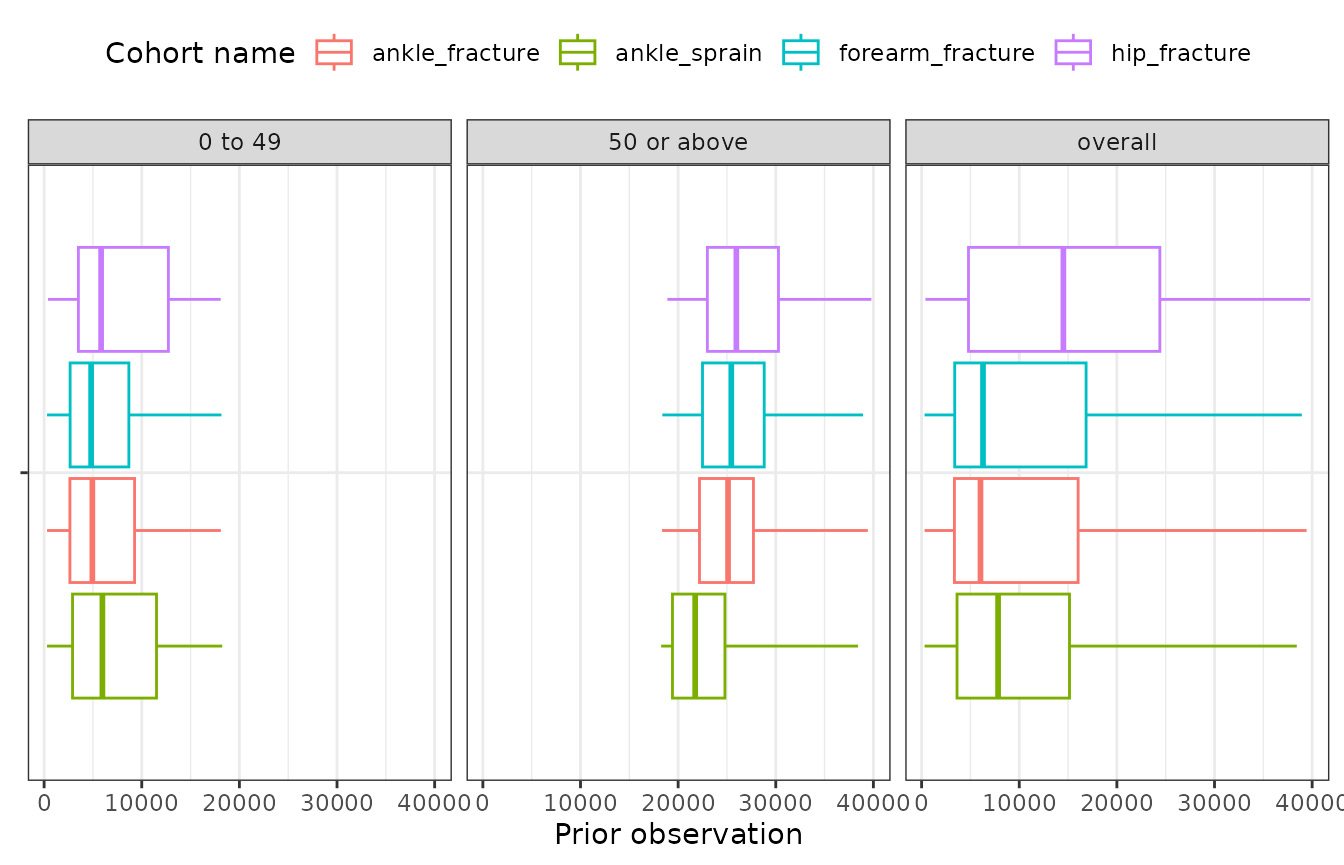 Cohort name ankle_fracture ankle_sprain forearm_fracture hip_fracture
0 to 49 50 or above overall
0 10000 20000 30000 40000 0 10000 20000 30000 40000 0 10000 20000 30000 40000
Prior observation